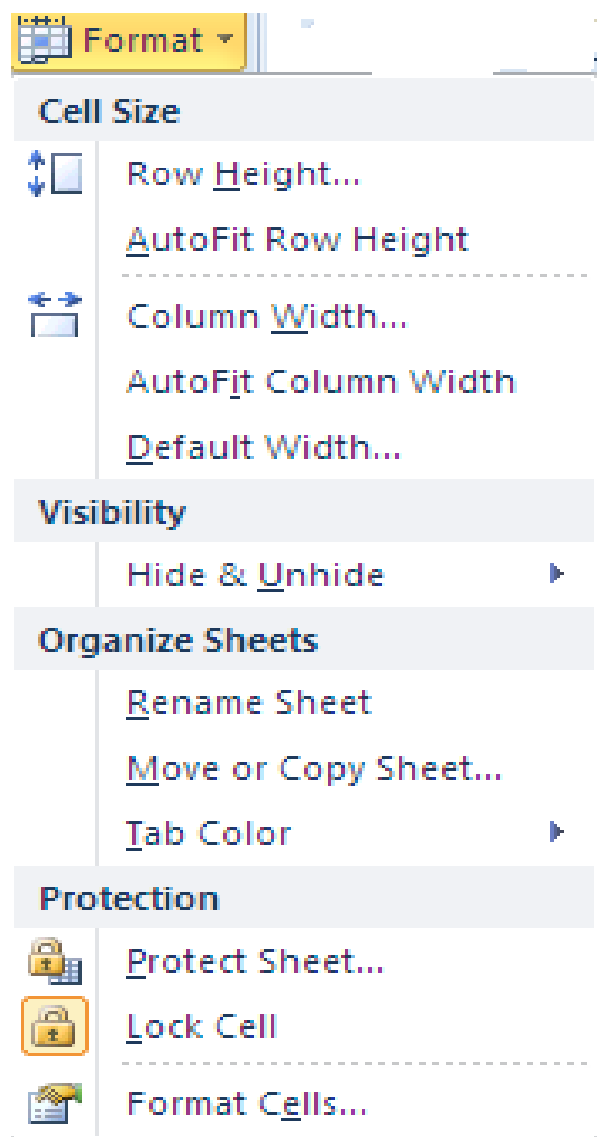 Format
Cell Size
Row Height...
AutoFit Row Height
Column Width...
AutoFit Column Width
Default Width...
Visibility
Hide & Unhide
Organize Sheets
Rename Sheet
Move or Copy Sheet...
Tab Color
Protection
Protect Sheet...
Lock Cell
Format Cells...